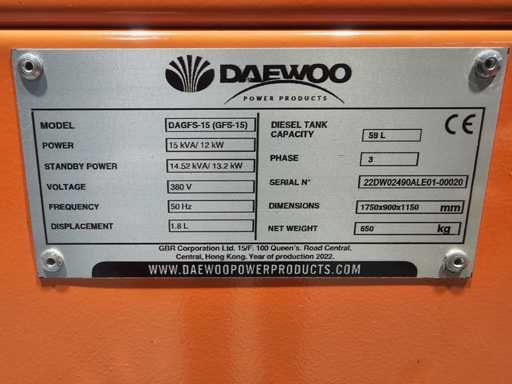 DAEWOO
POWER PRODUCTS
MODEL DAGFS-15 (GFS-15)
POWER 15 kVA/ 12 kW
STANDBY POWER 14.52 kVA/ 13.2 kW
VOLTAGE 380 V
FREQUENCY 50 Hz
DISPLACEMENT 1.8 L
DIESEL TANK
CAPACITY 59 L
CE
PHASE 3
SERIAL N° 22DW02490ALE01-00020
DIMENSIONS 1750x900x1150 mm
NET WEIGHT 650 kg
GBR Corporation Ltd. 15/F. 100 Queen's. Road Central,
Central, Hong Kong. Year of production 2022.
WWW.DAEWOOPOWERPRODUCTS.COM